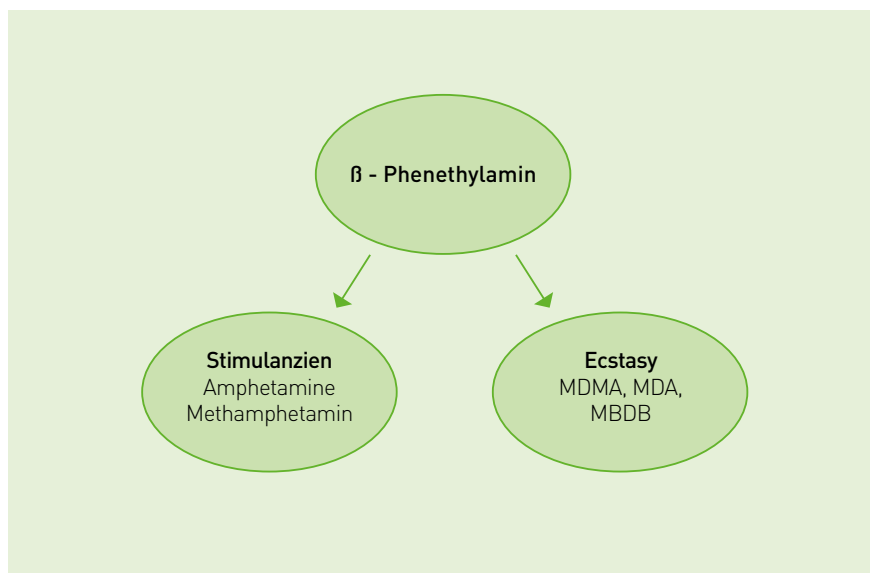 ß - Phenethylamin
Stimulanzien
Amphetamine
Methamphetamin
Ecstasy
MDMA, MDA,
MBDB